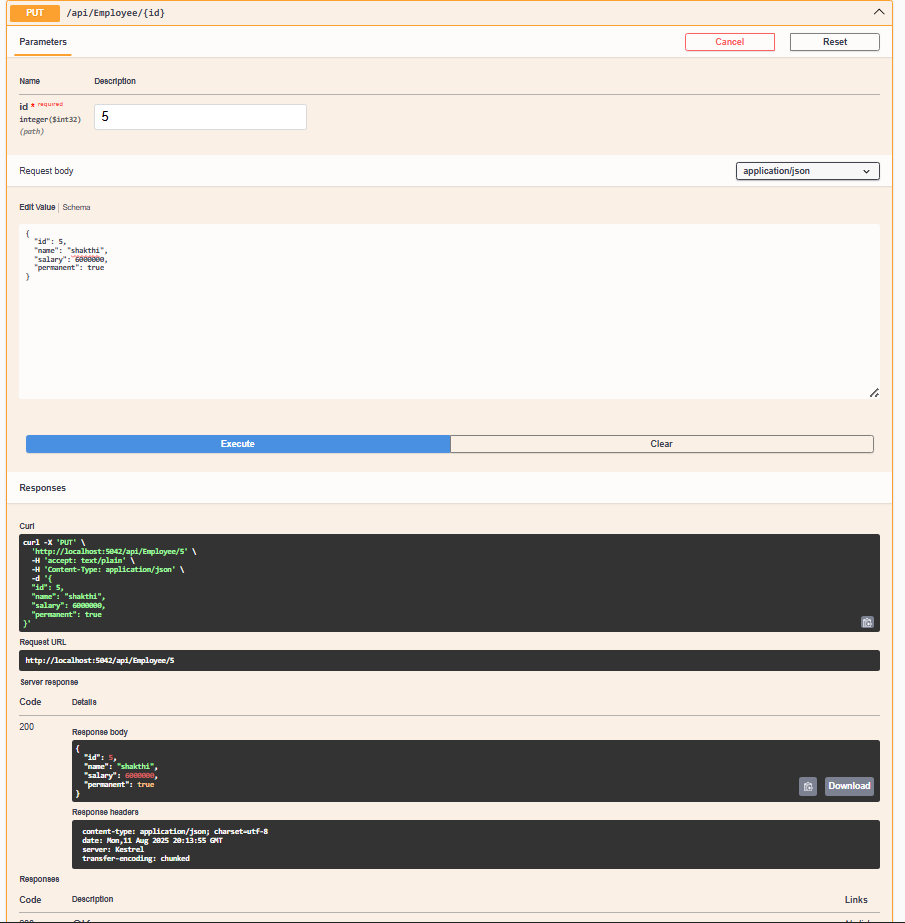 PUT /api/Employee/{id}
Parameters Cancel Reset
Name Description
id * required
integer($int32)
(path)
5
Request body application/json
Edit Value | Schema
{
"id": 5,
"name": "shakthi",
"salary": 6000000,
"permanent": true
}
Execute Clear
Responses
Curl
curl -X 'PUT' \
'http://localhost:5042/api/Employee/5' \
-H 'accept: text/plain' \
-H 'Content-Type: application/json' \
-d '{
"id": 5,
"name": "shakthi",
"salary": 6000000,
"permanent": true
}'
Request URL
http://localhost:5042/api/Employee/5
Server response
Code Details
200
Response body
{
"id": 5,
"name": "shakthi",
"salary": 6000000,
"permanent": true
}
Download
Response headers
content-type: application/json; charset=utf-8
date: Mon,11 Aug 2025 20:13:55 GMT
server: Kestrel
transfer-encoding: chunked
Responses
Code Description Links